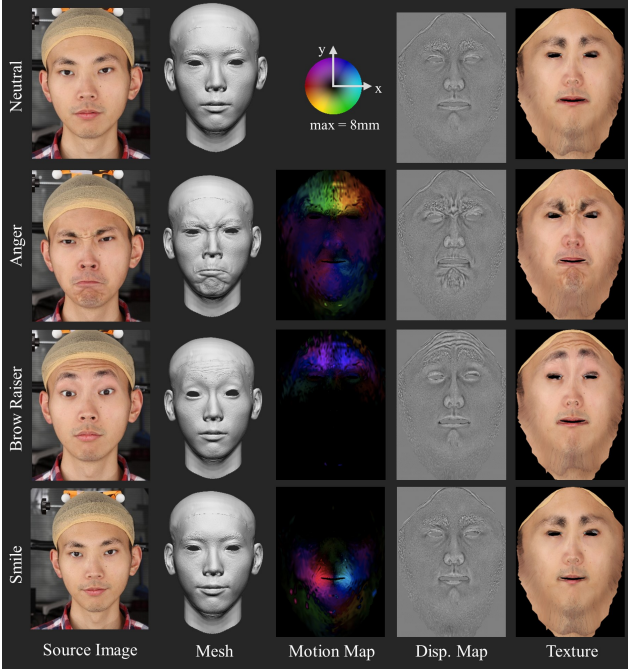 Neutral
y
x
max = 8mm
Anger
Brow Raiser
Smile
Source Image Mesh Motion Map Disp. Map Texture